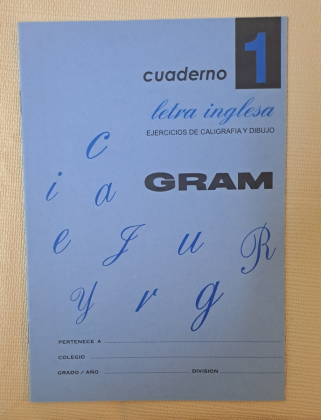 cuaderno 1
letra inglesa
EJERCICIOS DE CALIGRAFIA Y DIBUJO
c
GRAM
i a
e J u R
y r g
PERTENECE A
COLEGIO
GRADO / AÑO DIVISION